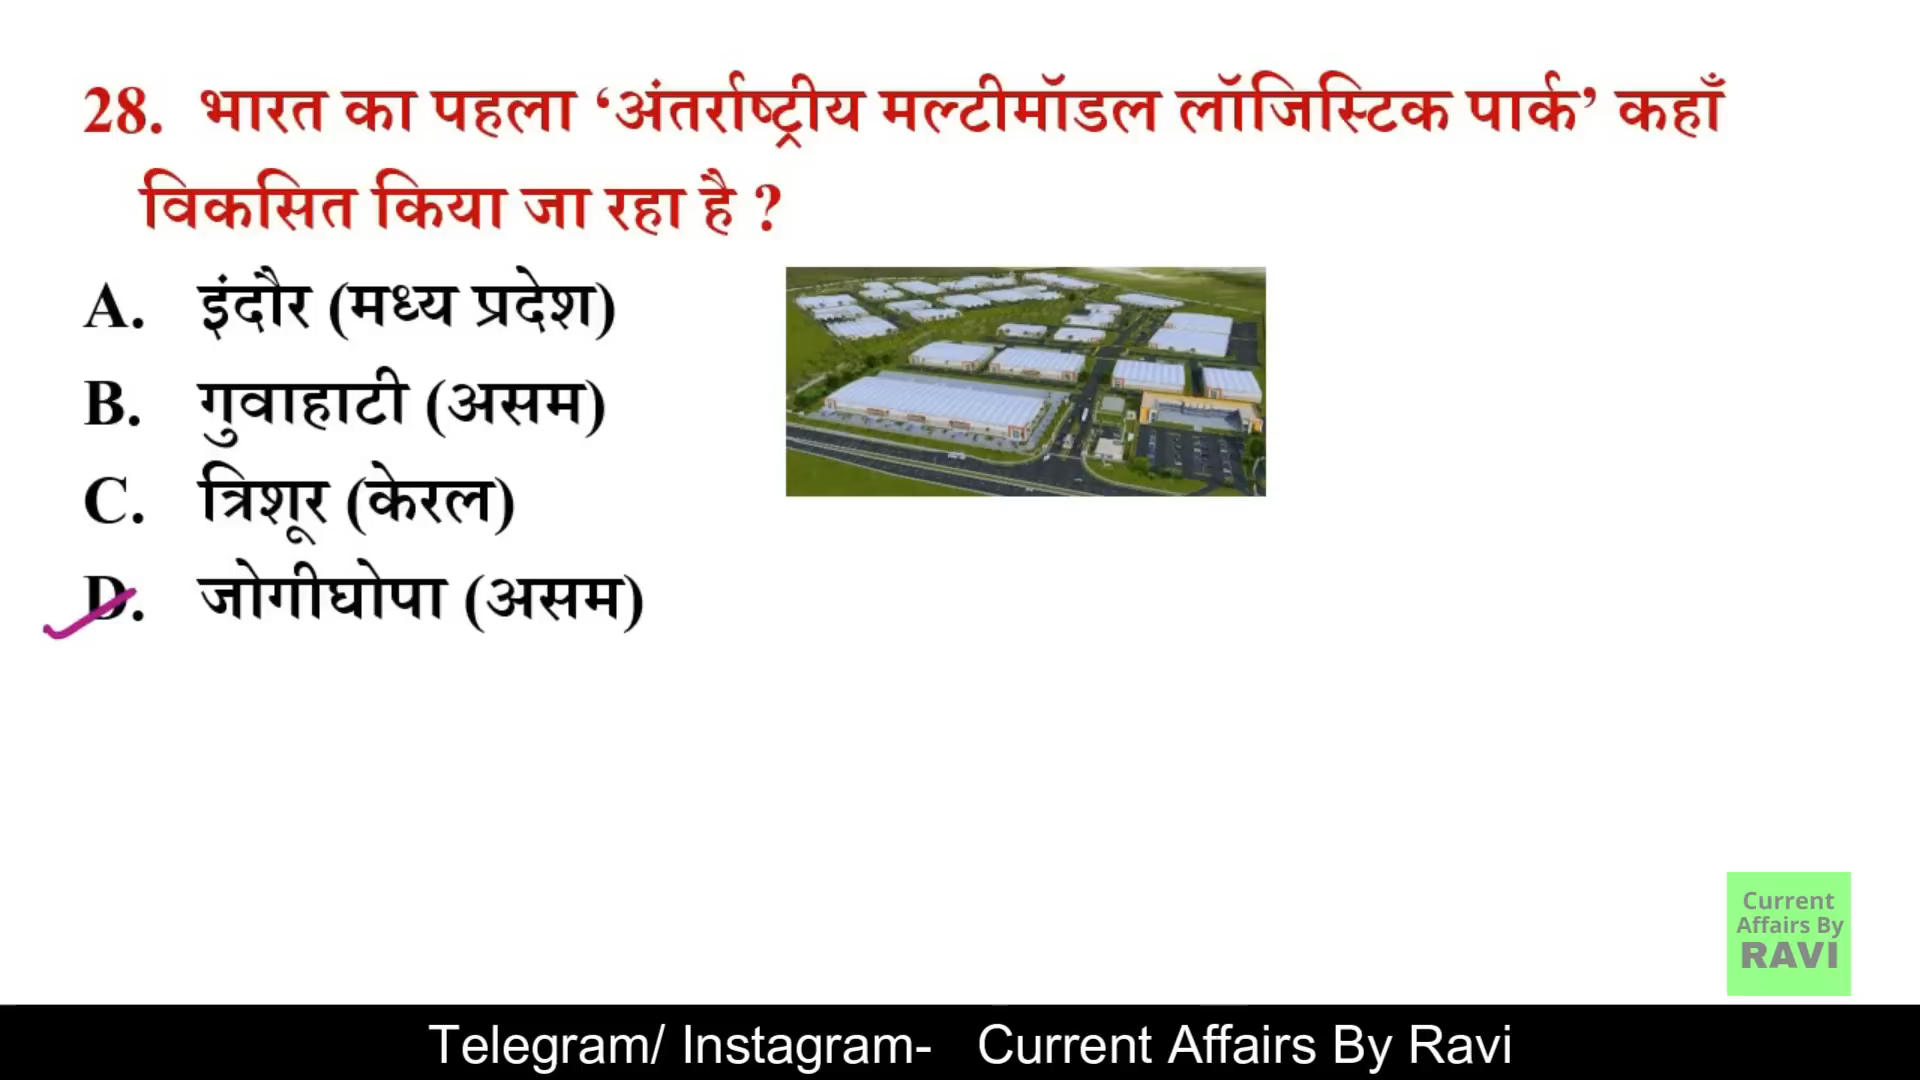 28. भारत का पहला ‘अंतर्राष्ट्रीय मल्टीमॉडल लॉजिस्टिक पार्क’ कहाँ
विकसित किया जा रहा है ?
A. इंदौर (मध्य प्रदेश)
B. गुवाहाटी (असम)
C. त्रिशूर (केरल)
D. जोगीघोपा (असम)
Current
Affairs By
RAVI
Telegram/ Instagram- Current Affairs By Ravi